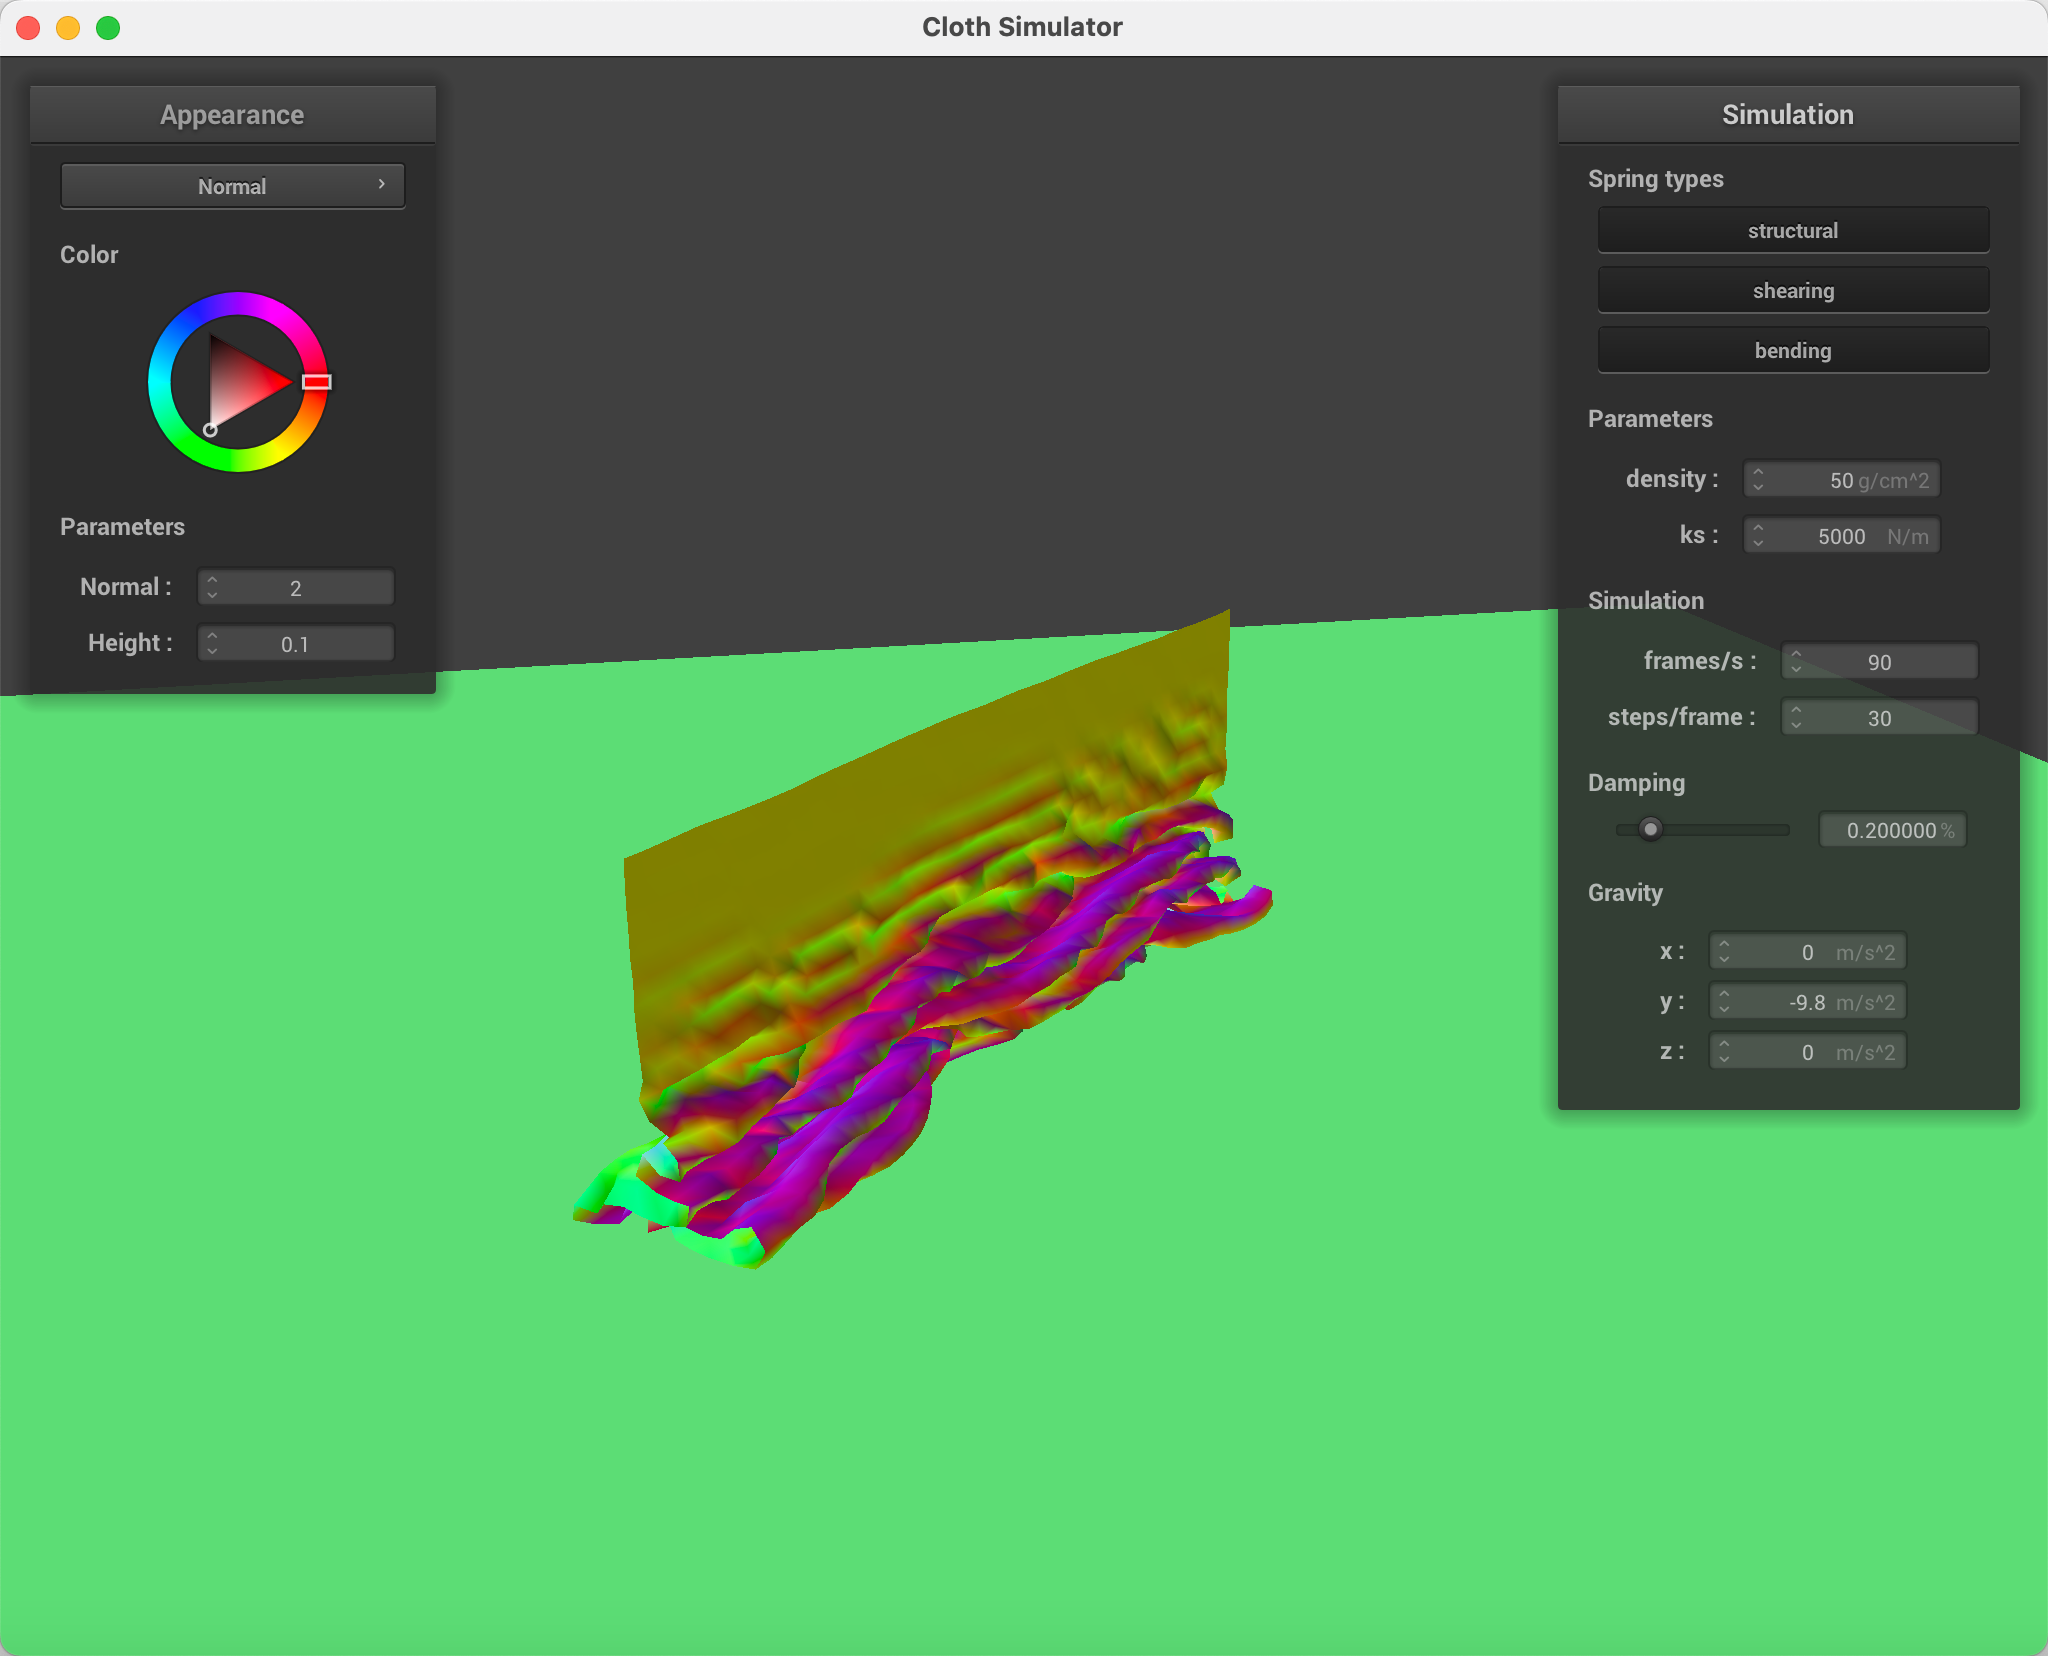 Cloth Simulator
Appearance
Normal
Color
Parameters
Normal : 2
Height : 0.1
Simulation
Spring types
structural
shearing
bending
Parameters
density : 50 g/cm^2
ks : 5000 N/m
Simulation
frames/s : 90
steps/frame : 30
Damping
0.200000 %
Gravity
x : 0 m/s^2
y : -9.8 m/s^2
z : 0 m/s^2